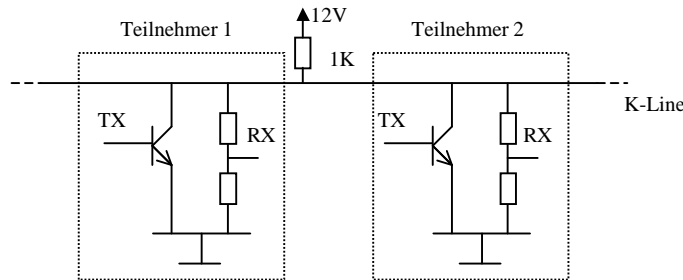 12V
Teilnehmer 1
Teilnehmer 2
1K
K-Line
TX
RX
TX
RX